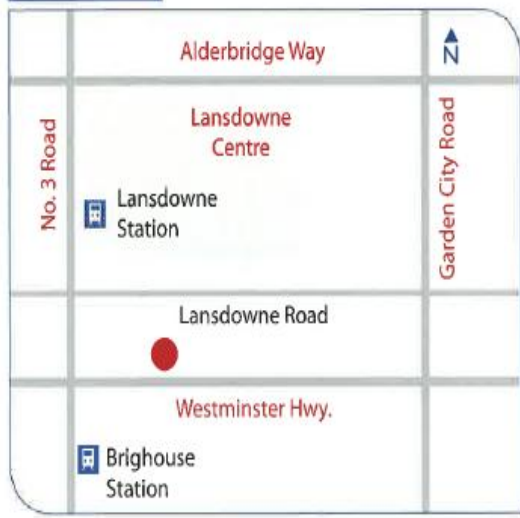 Alderbridge Way
N
Lansdowne
Centre
No. 3 Road
Garden City Road
Lansdowne
Station
Lansdowne Road
Westminster Hwy.
Brighouse
Station